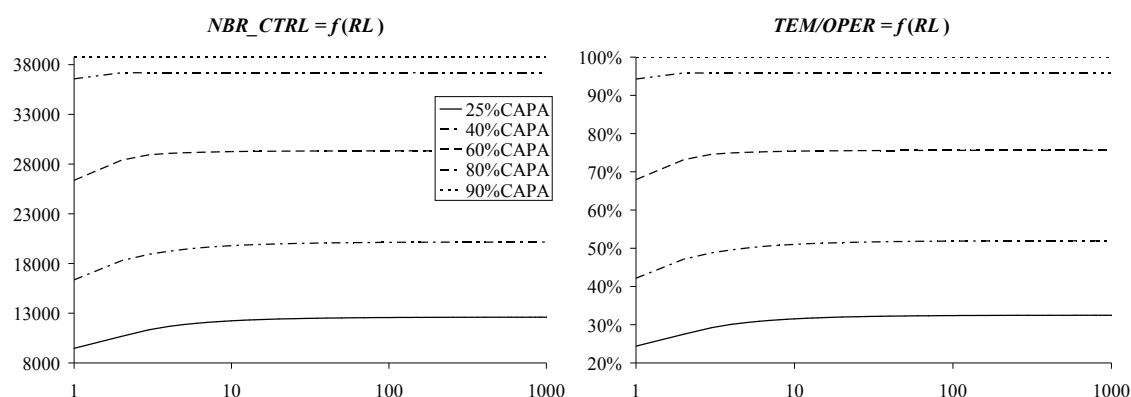 NBR_CTRL = f(RL)
38000
33000
28000
23000
18000
13000
8000
1 10 100 1000
25%CAPA
40%CAPA
60%CAPA
80%CAPA
90%CAPA
TEM/OPER = f(RL)
100%
90%
80%
70%
60%
50%
40%
30%
20%
1 10 100 1000